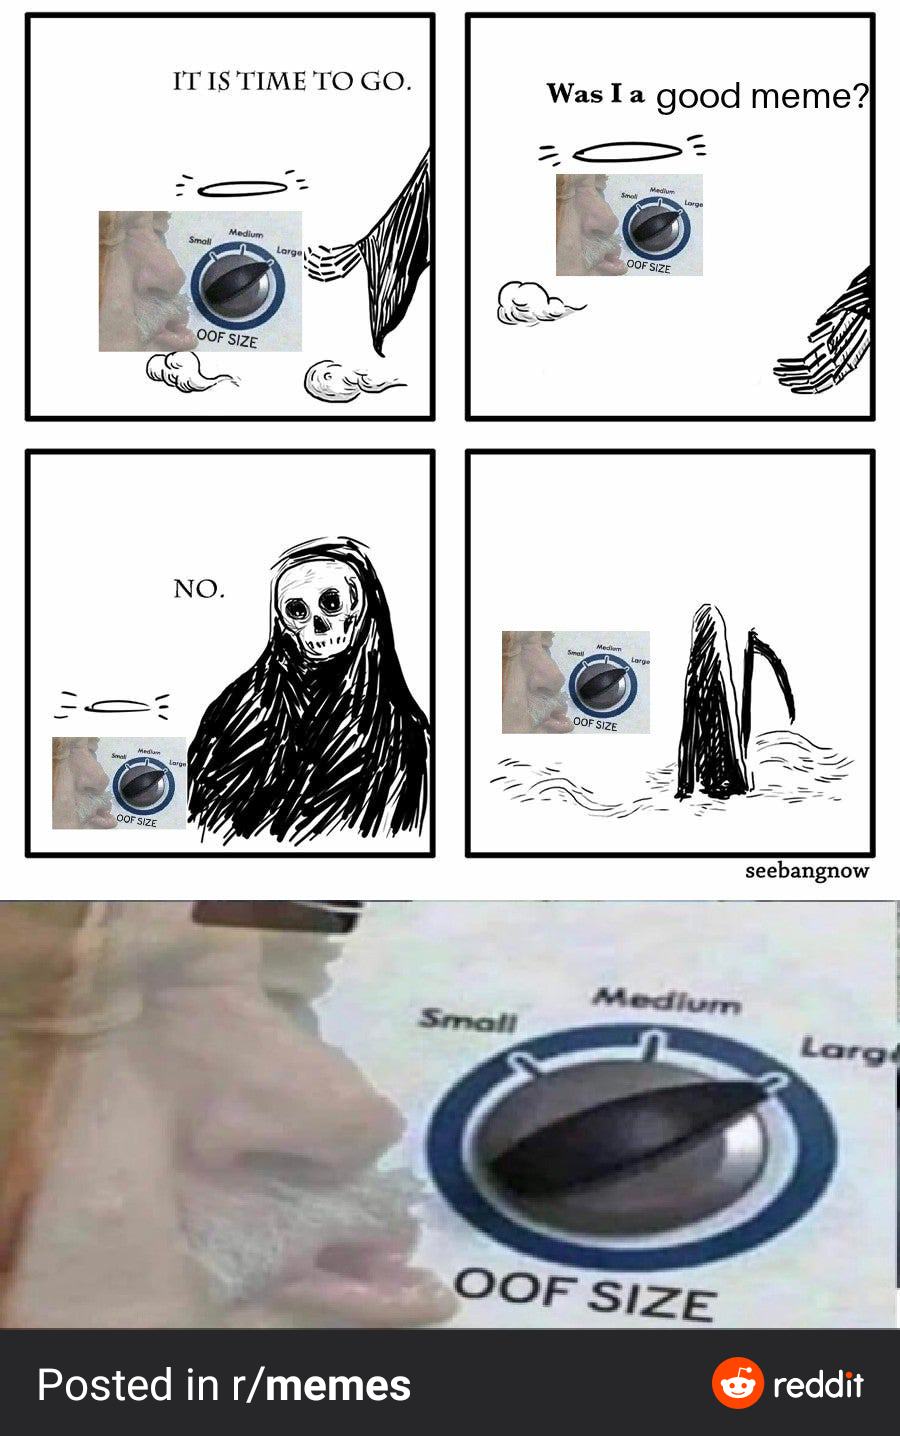 IT IS TIME TO GO.
Small
Medium
Large
OOF SIZE
Was I a good meme?
Small
Medium
Large
OOF SIZE
NO.
Small
Medium
Large
OOF SIZE
Small
Medium
Large
OOF SIZE
seebangnow
Small
Medium
Large
OOF SIZE
Posted in r/memes
reddit